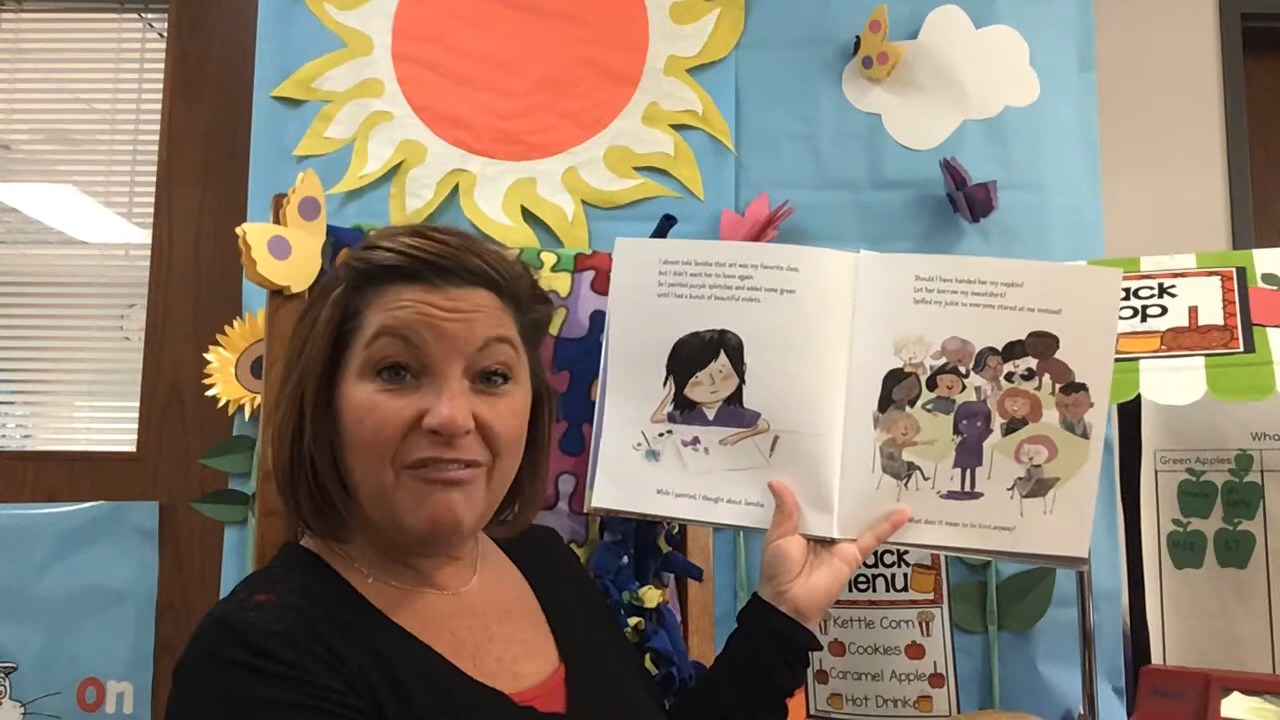 I almost told Tanisha that art was my favorite class,
but I didn't want her to leave again.
So I painted purple splotches and added some green
until I had a bunch of beautiful violets.
While I painted, I thought about Tanisha.
Should I have handed her my napkin?
Let her borrow my sweatshirt?
Spilled my juice so everyone stared at me instead?
What does it mean to be kind anyway?
ack
op
ack
enu
Kettle Corn
Cookies
Caramel Apple
Hot Drink
Wha
Green Apples
on